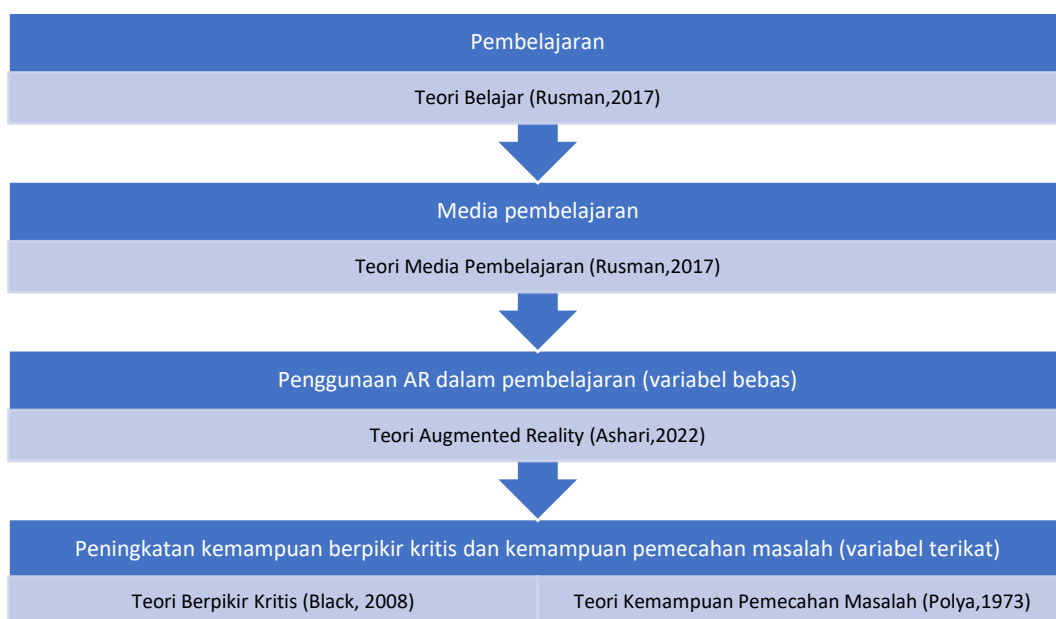 Pembelajaran
Teori Belajar (Rusman,2017)
Media pembelajaran
Teori Media Pembelajaran (Rusman,2017)
Penggunaan AR dalam pembelajaran (variabel bebas)
Teori Augmented Reality (Ashari,2022)
Peningkatan kemampuan berpikir kritis dan kemampuan pemecahan masalah (variabel terikat)
Teori Berpikir Kritis (Black, 2008)
Teori Kemampuan Pemecahan Masalah (Polya,1973)